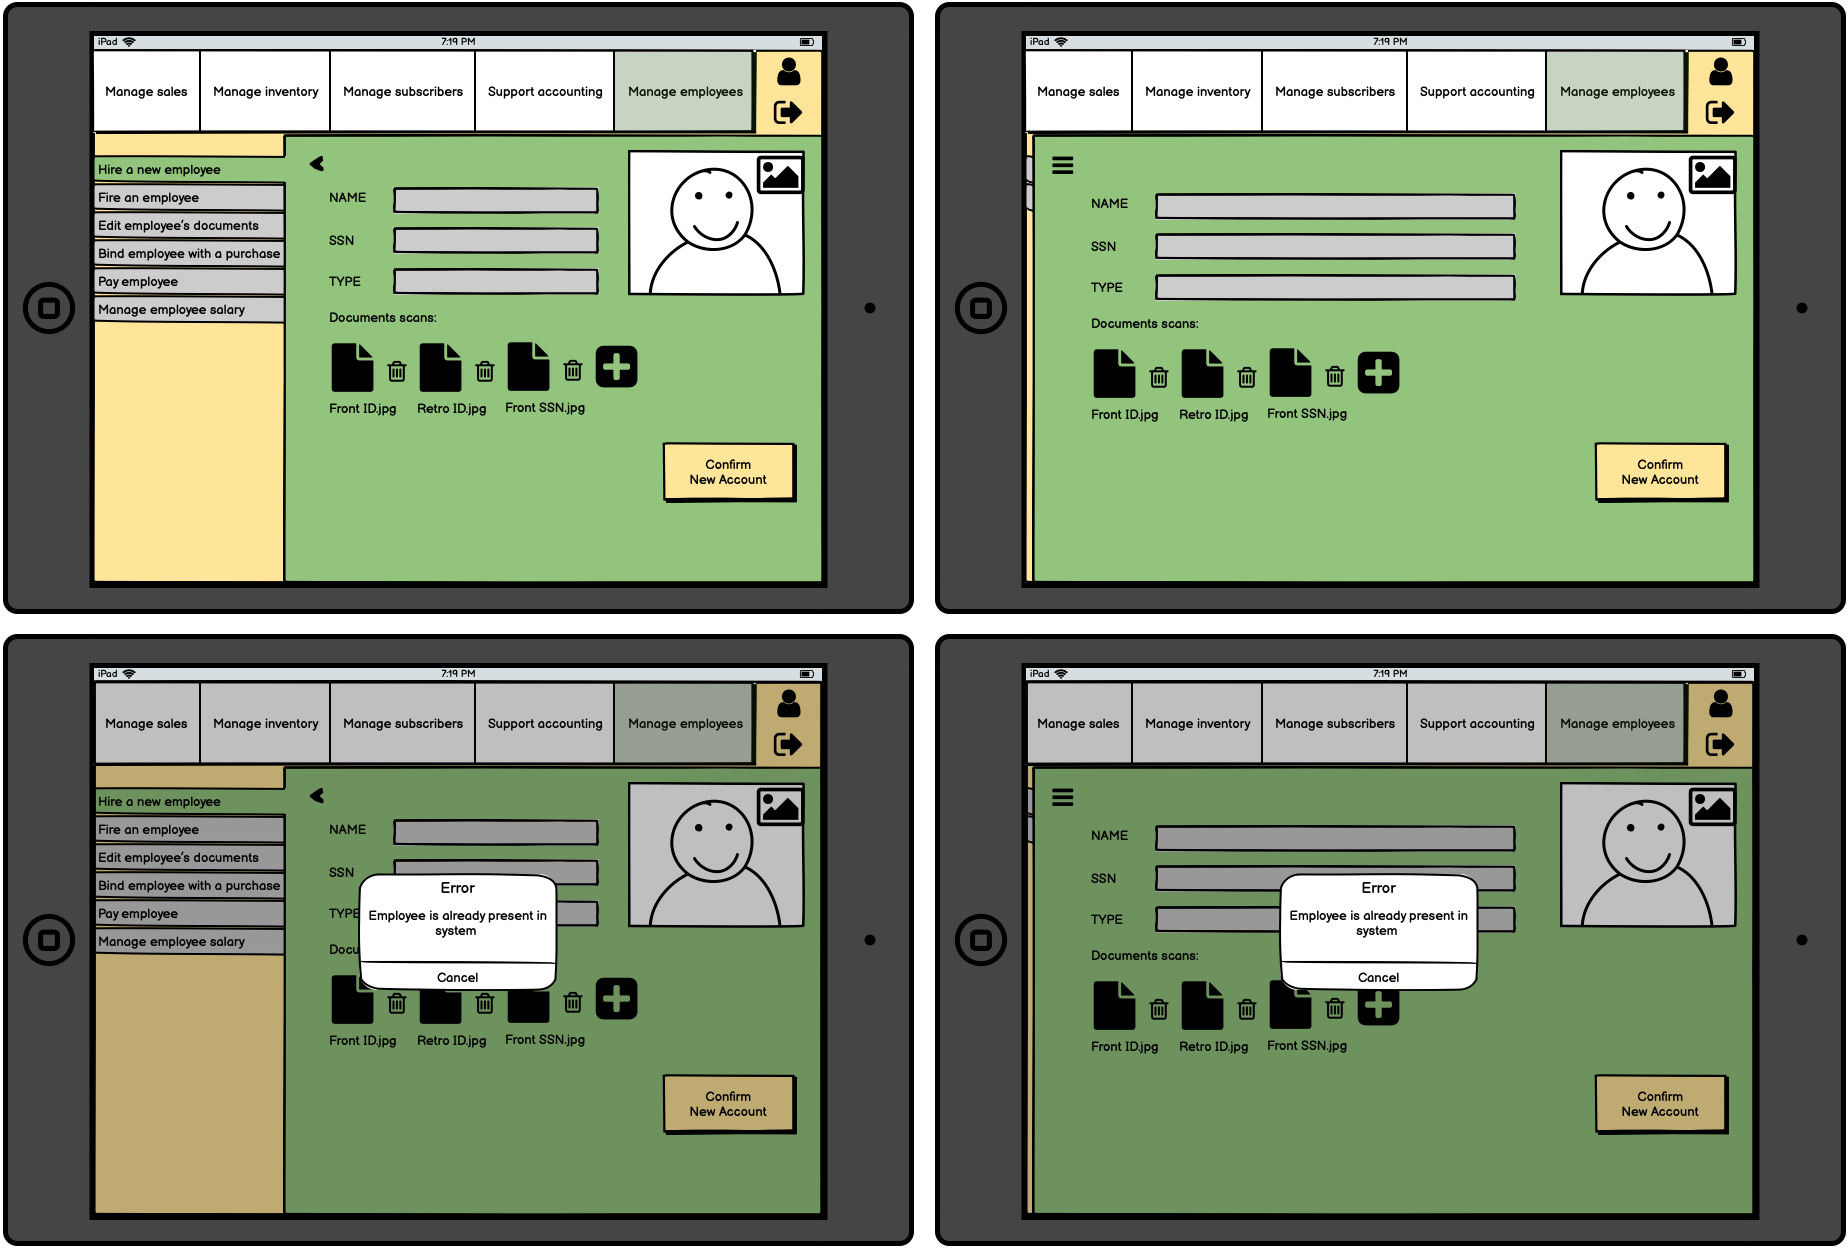 iPad
7:19 PM
Manage sales
Manage inventory
Manage subscribers
Support accounting
Manage employees
Hire a new employee
Fire an employee
Edit employee's documents
Bind employee with a purchase
Pay employee
Manage employee salary
NAME
SSN
TYPE
Documents scans:
Front ID.jpg
Retro ID.jpg
Front SSN.jpg
Confirm
New Account
iPad
7:19 PM
Manage sales
Manage inventory
Manage subscribers
Support accounting
Manage employees
NAME
SSN
TYPE
Documents scans:
Front ID.jpg
Retro ID.jpg
Front SSN.jpg
Confirm
New Account
iPad
7:19 PM
Manage sales
Manage inventory
Manage subscribers
Support accounting
Manage employees
Hire a new employee
Fire an employee
Edit employee's documents
Bind employee with a purchase
Pay employee
Manage employee salary
NAME
SSN
TYPE
Docu
Error
Employee is already present in
system
Cancel
Front ID.jpg
Retro ID.jpg
Front SSN.jpg
Confirm
New Account
iPad
7:19 PM
Manage sales
Manage inventory
Manage subscribers
Support accounting
Manage employees
NAME
SSN
TYPE
Documents scans:
Error
Employee is already present in
system
Cancel
Front ID.jpg
Retro ID.jpg
Front SSN.jpg
Confirm
New Account